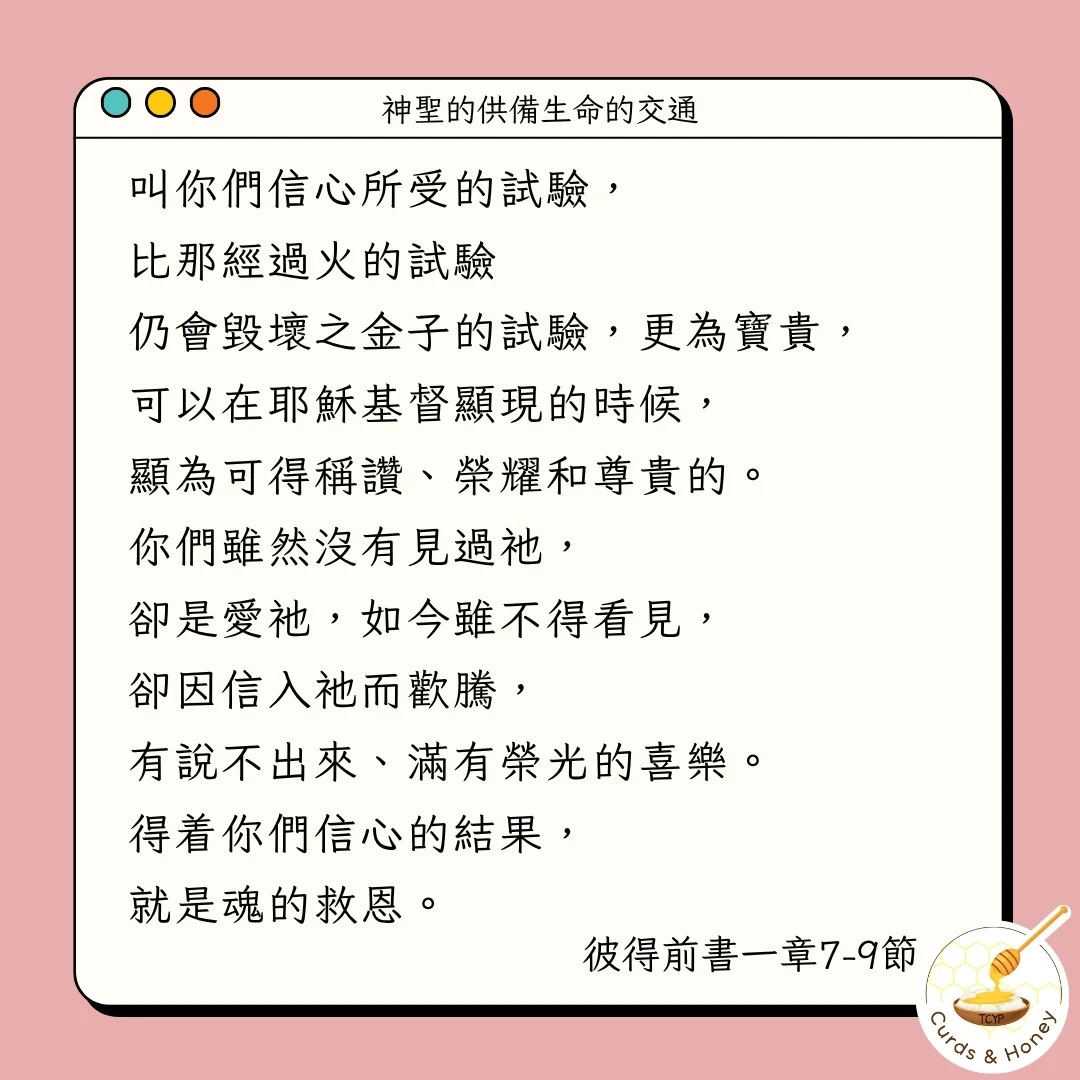 神聖的供備生命的交通
叫你們信心所受的試驗，
比那經過火的試驗
仍會毀壞之金子的試驗，更為寶貴，
可以在耶穌基督顯現的時候，
顯為可得稱讚、榮耀和尊貴的。
你們雖然沒有見過祂，
卻是愛祂，如今雖不得看見，
卻因信入祂而歡騰，
有說不出來、滿有榮光的喜樂。
得着你們信心的結果，
就是魂的救恩。
彼得前書一章7-9節
TCYP
Curds & Honey